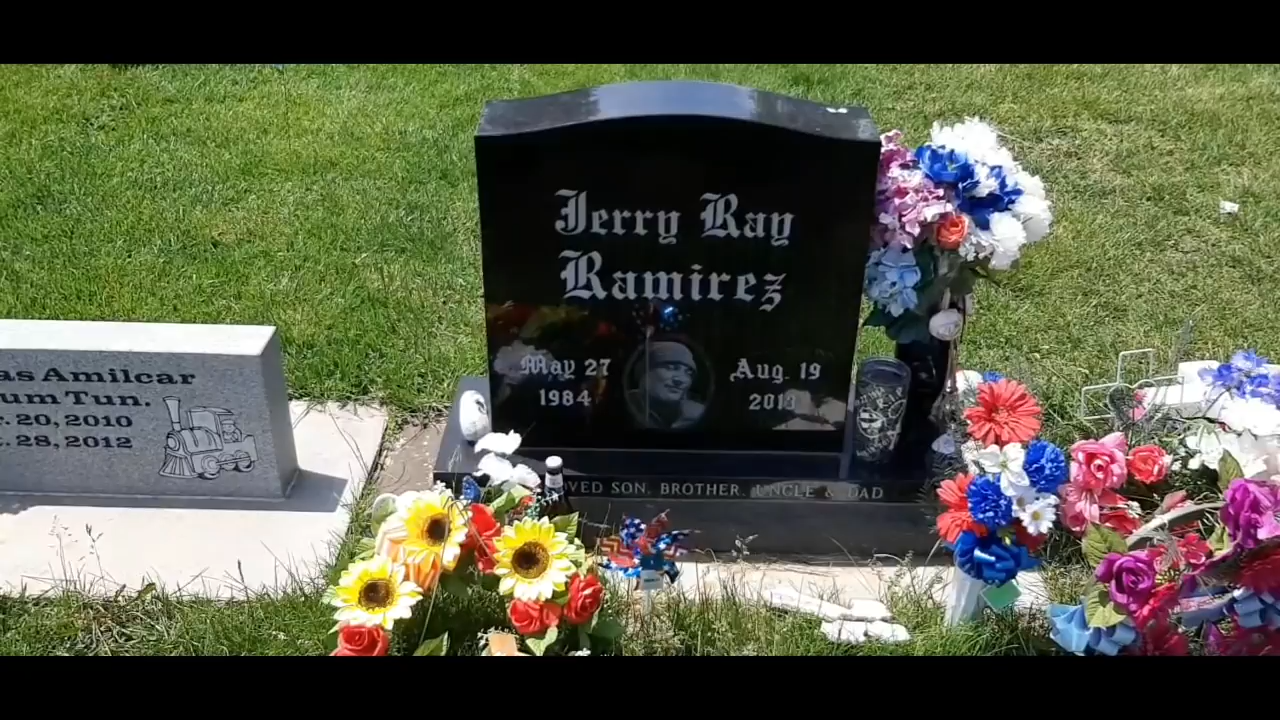 Jerry Ray
Ramirez
May 27
1984
Aug. 19
2013
OVED SON, BROTHER, UNCLE & DAD
as Amilcar
um Tun.
. 20, 2010
. 28, 2012